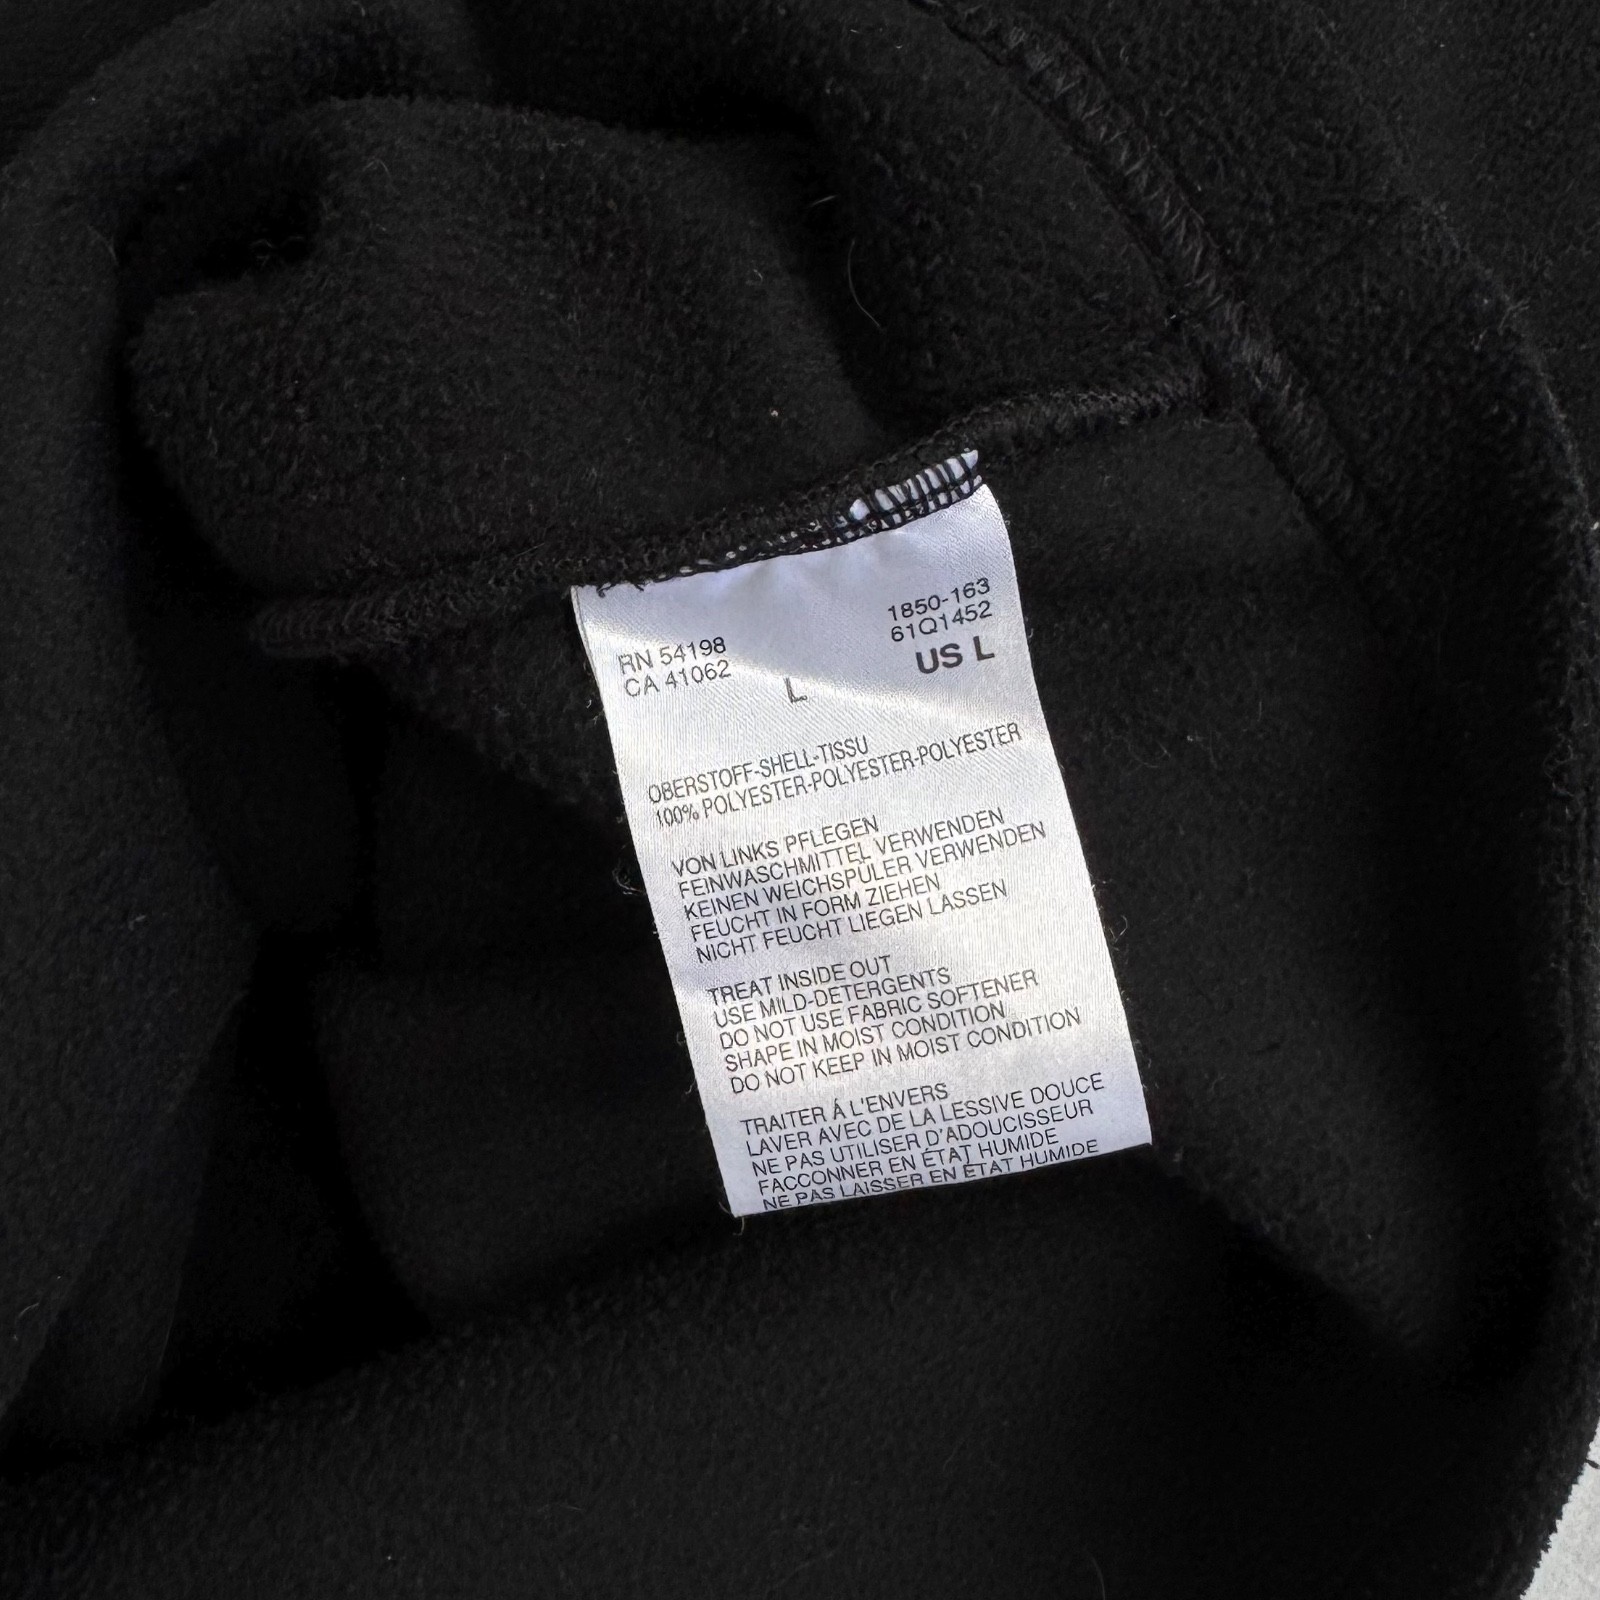 1850-163
61Q1452
RN 54198
CA 41062
US L
L
OBERSTOFF-SHELL-TISSU
100% POLYESTER-POLYESTER-POLYESTER
VON LINKS PFLEGEN
FEINWASCHMITTEL VERWENDEN
KEINEN WEICHSPÜLER VERWENDEN
FEUCHT IN FORM ZIEHEN
NICHT FEUCHT LIEGEN LASSEN
TREAT INSIDE OUT
USE MILD-DETERGENTS
DO NOT USE FABRIC SOFTENER
SHAPE IN MOIST CONDITION
DO NOT KEEP IN MOIST CONDITION
TRAITER Á L'ENVERS
LAVER AVEC DE LA LESSIVE DOUCE
NE PAS UTILISER D'ADOUCISSEUR
FACCONNER EN ÉTAT HUMIDE
NE PAS LAISSER EN ÉTAT HUMIDE